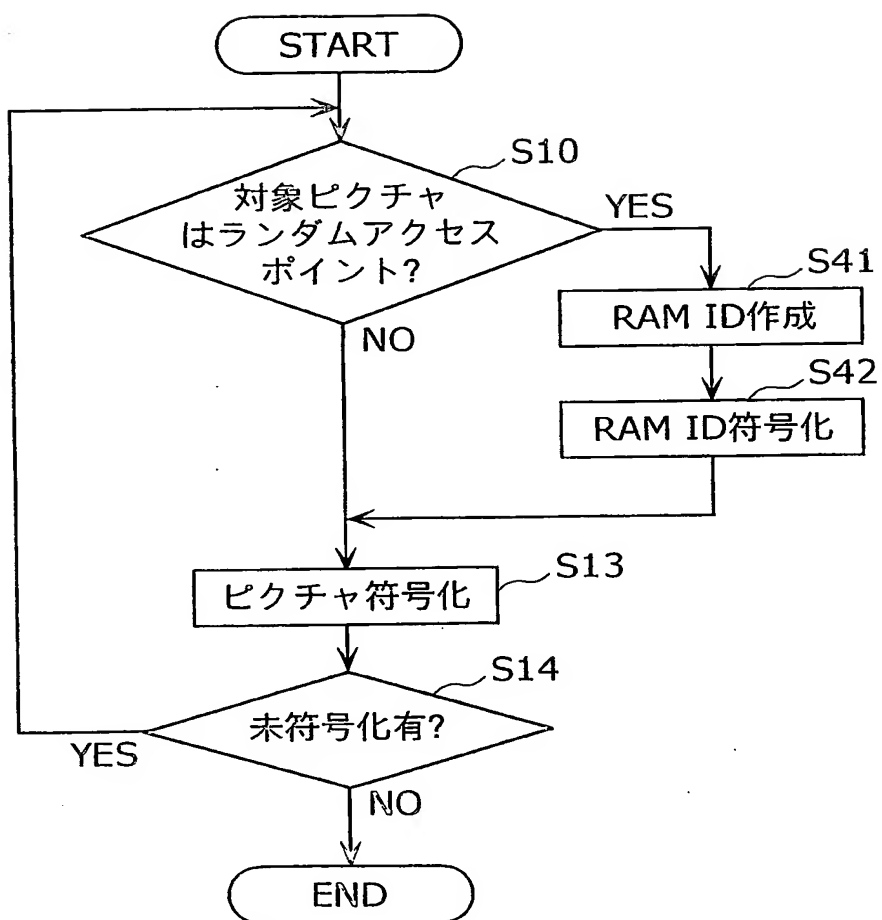 START
S10
対象ピクチャ
はランダムアクセス
ポイント?
YES
S41
RAM ID作成
NO
S42
RAM ID符号化
S13
ピクチャ符号化
S14
未符号化有?
YES
NO
END